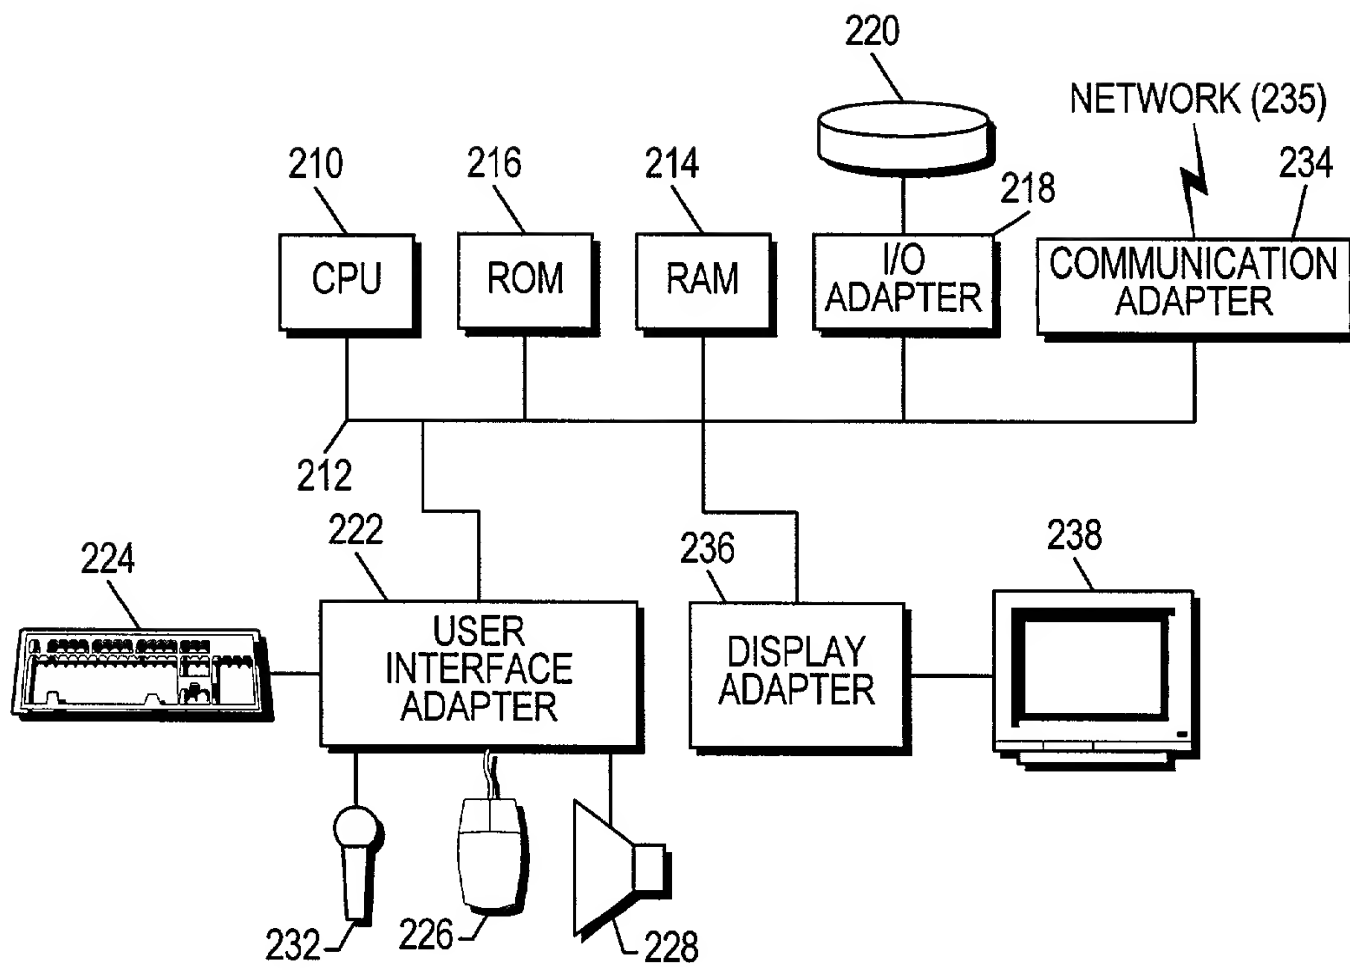 220
NETWORK (235)
210
216
214
218
234
CPU
ROM
RAM
I/O
ADAPTER
COMMUNICATION
ADAPTER
212
222
236
238
224
USER
INTERFACE
ADAPTER
DISPLAY
ADAPTER
232
226
228